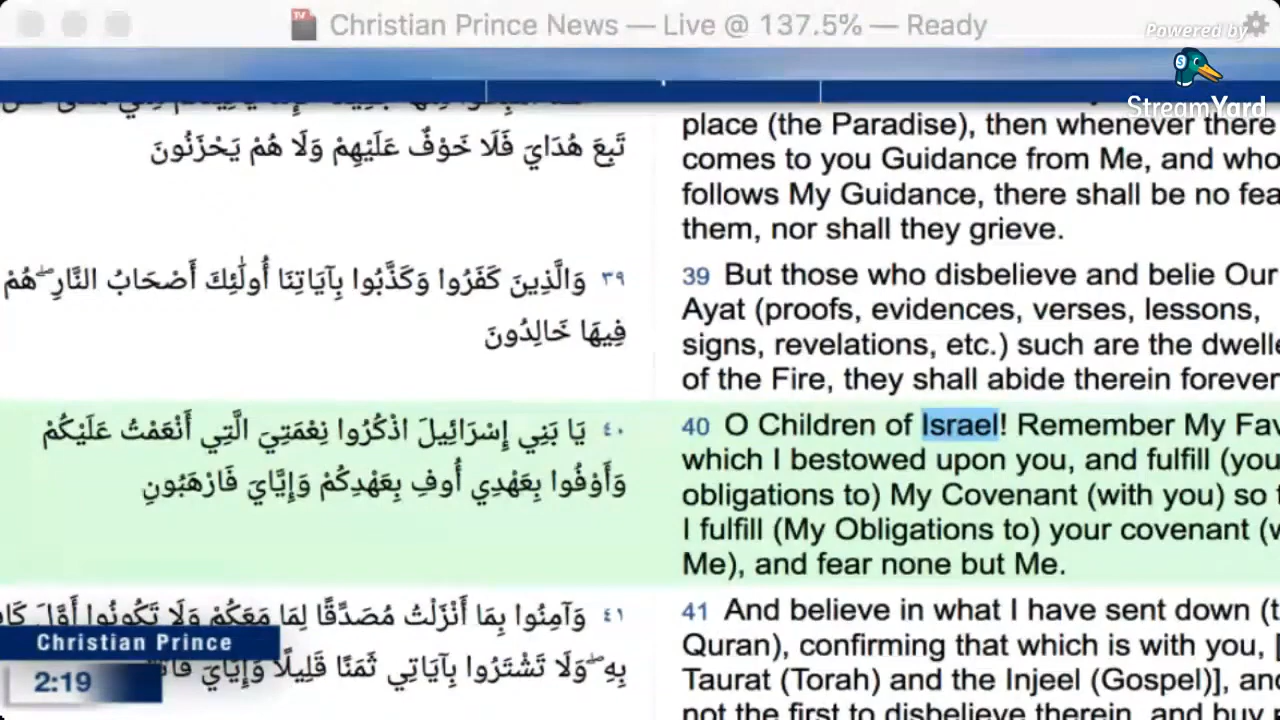 Christian Prince News — Live @ 137.5% — Ready
Powered by
StreamYard
تَبِعَ هُدَايَ فَلَا خَوْفٌ عَلَيْهِمْ وَلَا هُمْ يَحْزَنُونَ
٣٩ وَالَّذِينَ كَفَرُوا وَكَذَّبُوا بِآيَاتِنَا أُولَٰئِكَ أَصْحَابُ النَّارِ ۖ هُمْ
فِيهَا خَالِدُونَ
٤٠ يَا بَنِي إِسْرَائِيلَ اذْكُرُوا نِعْمَتِيَ الَّتِي أَنْعَمْتُ عَلَيْكُمْ
وَأَوْفُوا بِعَهْدِي أُوفِ بِعَهْدِكُمْ وَإِيَّايَ فَارْهَبُونِ
٤١ وَآمِنُوا بِمَا أَنْزَلْتُ مُصَدِّقًا لِمَا مَعَكُمْ وَلَا تَكُونُوا أَوَّلَ
بِهِ ۖ وَلَا تَشْتَرُوا بِآيَاتِي ثَمَنًا قَلِيلًا وَإِيَّايَ
place (the Paradise), then whenever there
comes to you Guidance from Me, and who
follows My Guidance, there shall be no
them, nor shall they grieve.
39 But those who disbelieve and belie Our
Ayat (proofs, evidences, verses, lessons,
signs, revelations, etc.) such are the
of the Fire, they shall abide therein forever
40 O Children of Israel! Remember My
which I bestowed upon you, and fulfill
obligations to) My Covenant (with you) so
I fulfill (My Obligations to) your covenant
Me), and fear none but Me.
41 And believe in what I have sent down
Quran), confirming that which is with you, [
Taurat (Torah) and the Injeel (Gospel)],
not the first to disbelieve therein, and buy
Christian Prince
2:19